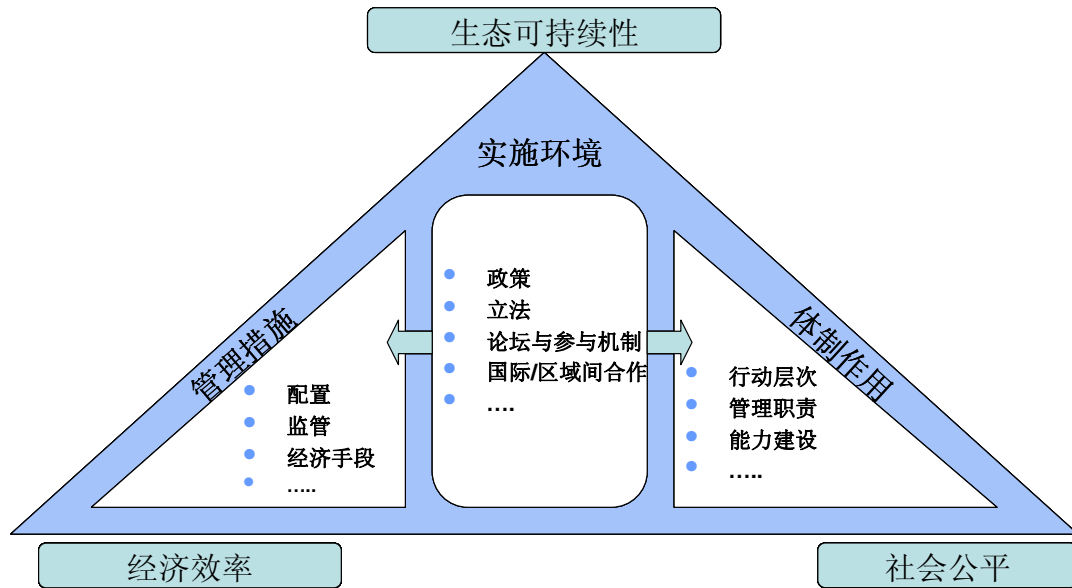 生态可持续性
实施环境
政策
立法
论坛与参与机制
国际/区域间合作
....
管理措施
配置
监管
经济手段
.....
体制作用
行动层次
管理职责
能力建设
.....
经济效率
社会公平